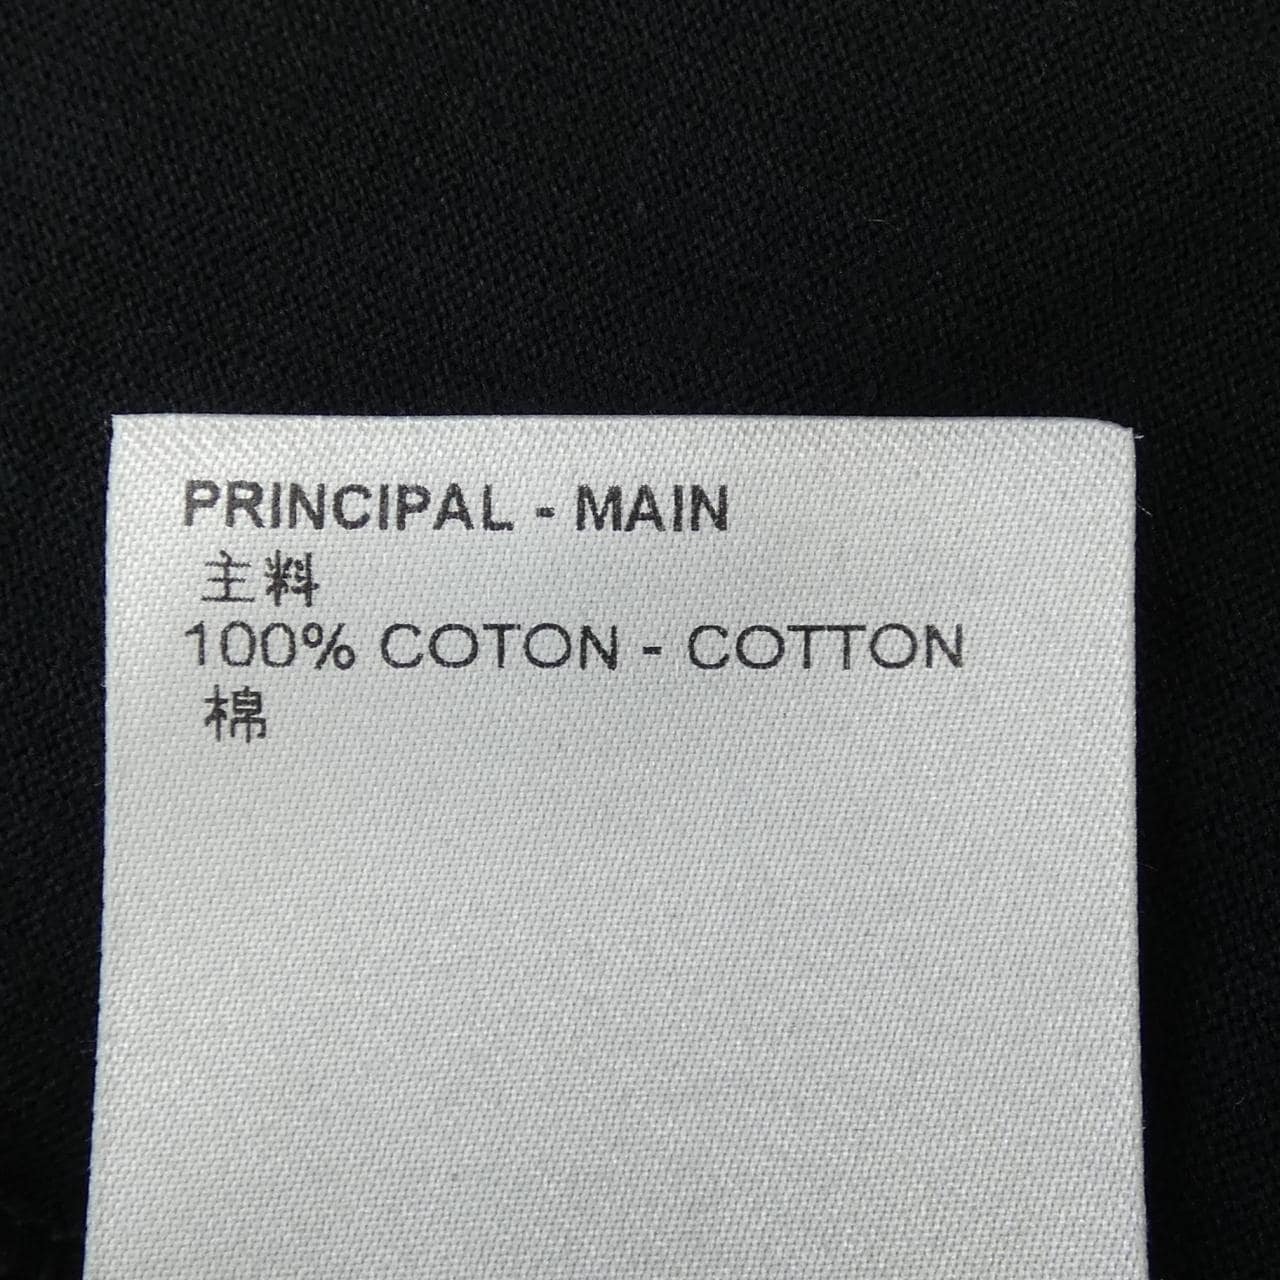 PRINCIPAL - MAIN
主料
100% COTON - COTTON
棉